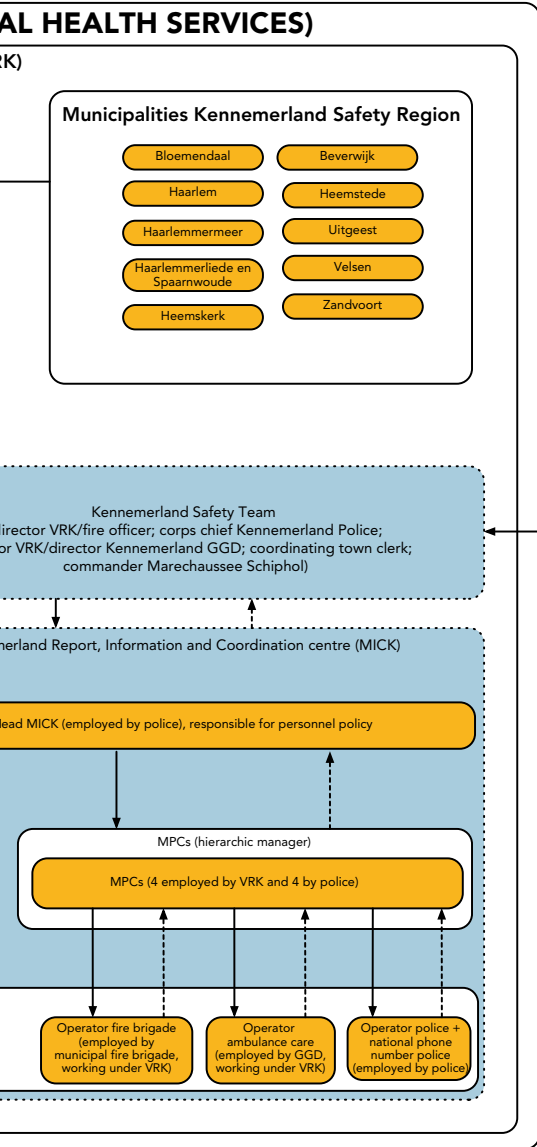 AL HEALTH SERVICES)
RK)
Municipalities Kennemerland Safety Region
Bloemendaal
Beverwijk
Haarlem
Heemstede
Haarlemmermeer
Uitgeest
Haarlemmerliede en
Spaarnwoude
Velsen
Heemskerk
Zandvoort
Kennemerland Safety Team
director VRK/fire officer; corps chief Kennemerland Police;
or VRK/director Kennemerland GGD; coordinating town clerk;
commander Marechaussee Schiphol)
merland Report, Information and Coordination centre (MICK)
Head MICK (employed by police), responsible for personnel policy
MPCs (hierarchic manager)
MPCs (4 employed by VRK and 4 by police)
Operator fire brigade
(employed by
municipal fire brigade,
working under VRK)
Operator
ambulance care
(employed by GGD,
working under VRK)
Operator police +
national phone
number police
(employed by police)